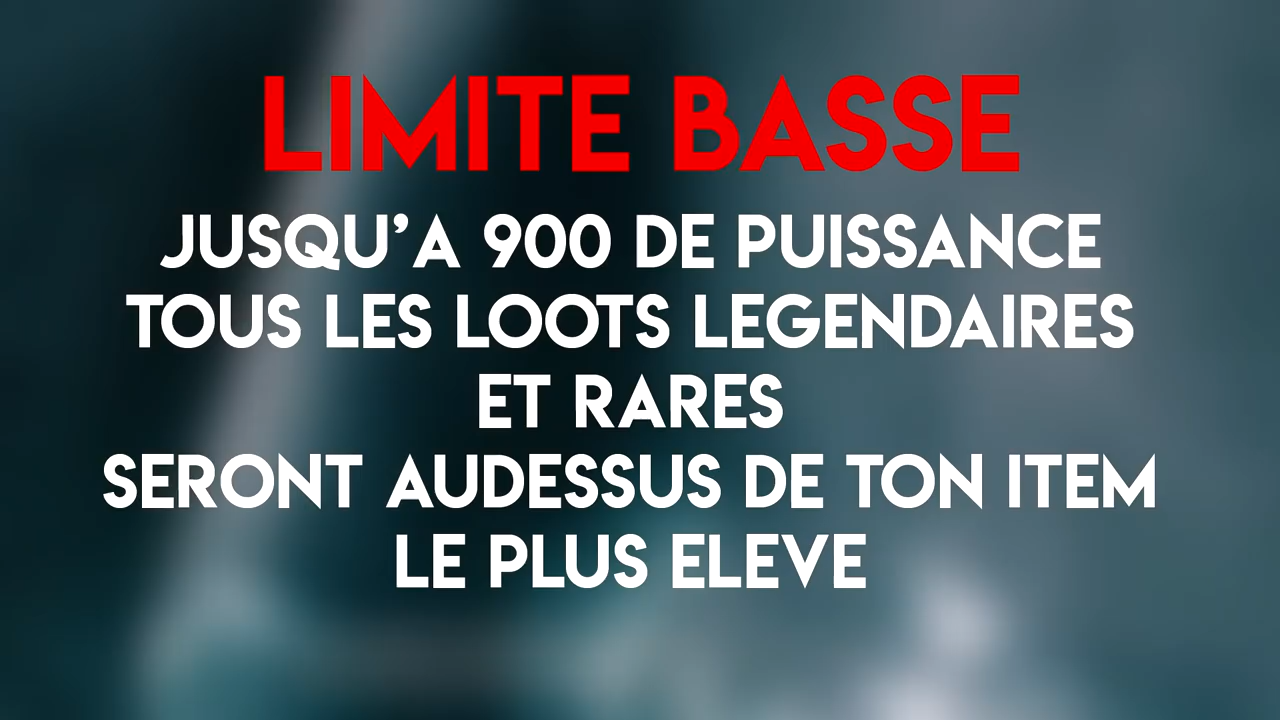 LIMITE BASSE
JUSQU'A 900 DE PUISSANCE
TOUS LES LOOTS LEGENDAIRES
ET RARES
SERONT AUDESSUS DE TON ITEM
LE PLUS ELEVE